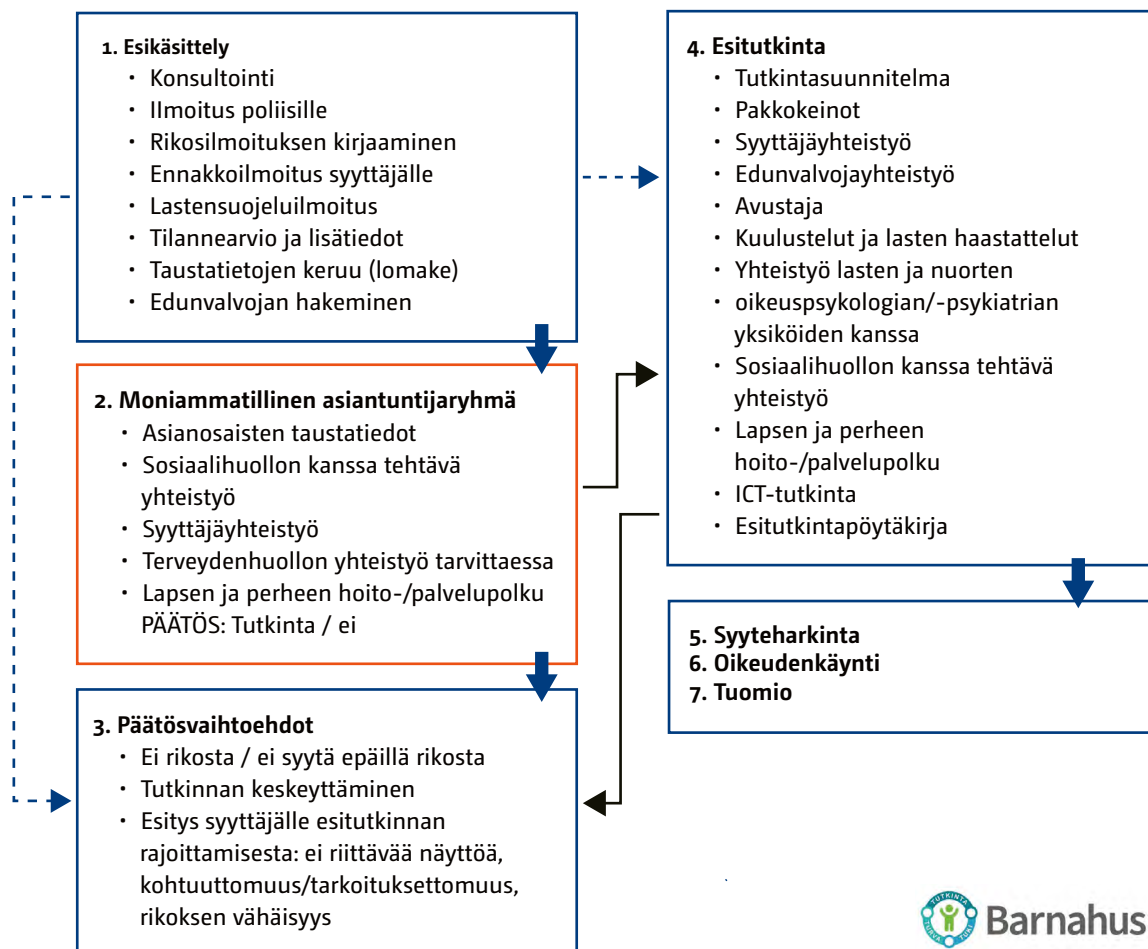 1. Esikäsittely
• Konsultointi
• Ilmoitus poliisille
• Rikosilmoituksen kirjaaminen
• Ennakkoilmoitus syyttäjälle
• Lastensuojeluilmoitus
• Tilannearvio ja lisätiedot
• Taustatietojen keruu (lomake)
• Edunvalvojan hakeminen
2. Moniammatillinen asiantuntijaryhmä
• Asianosaisten taustatiedot
• Sosiaalihuollon kanssa tehtävä
yhteistyö
• Syyttäjäyhteistyö
• Terveydenhuollon yhteistyö tarvittaessa
• Lapsen ja perheen hoito-/palvelupolku
PÄÄTÖS: Tutkinta / ei
3. Päätösvaihtoehdot
• Ei rikosta / ei syytä epäillä rikosta
• Tutkinnan keskeyttäminen
• Esitys syyttäjälle esitutkinnan
rajoittamisesta: ei riittävää näyttöä,
kohtuuttomuus/tarkoituksettomuus,
rikoksen vähäisyys
4. Esitutkinta
• Tutkintasuunnitelma
• Pakkokeinot
• Syyttäjäyhteistyö
• Edunvalvojayhteistyö
• Avustaja
• Kuulustelut ja lasten haastattelut
• Yhteistyö lasten ja nuorten
• oikeuspsykologian/-psykiatrian
yksiköiden kanssa
• Sosiaalihuollon kanssa tehtävä
yhteistyö
• Lapsen ja perheen
hoito-/palvelupolku
• ICT-tutkinta
• Esitutkintapöytäkirja
5. Syyteharkinta
6. Oikeudenkäynti
7. Tuomio
TUTKINTA
TURVA
TUKI
Barnahus